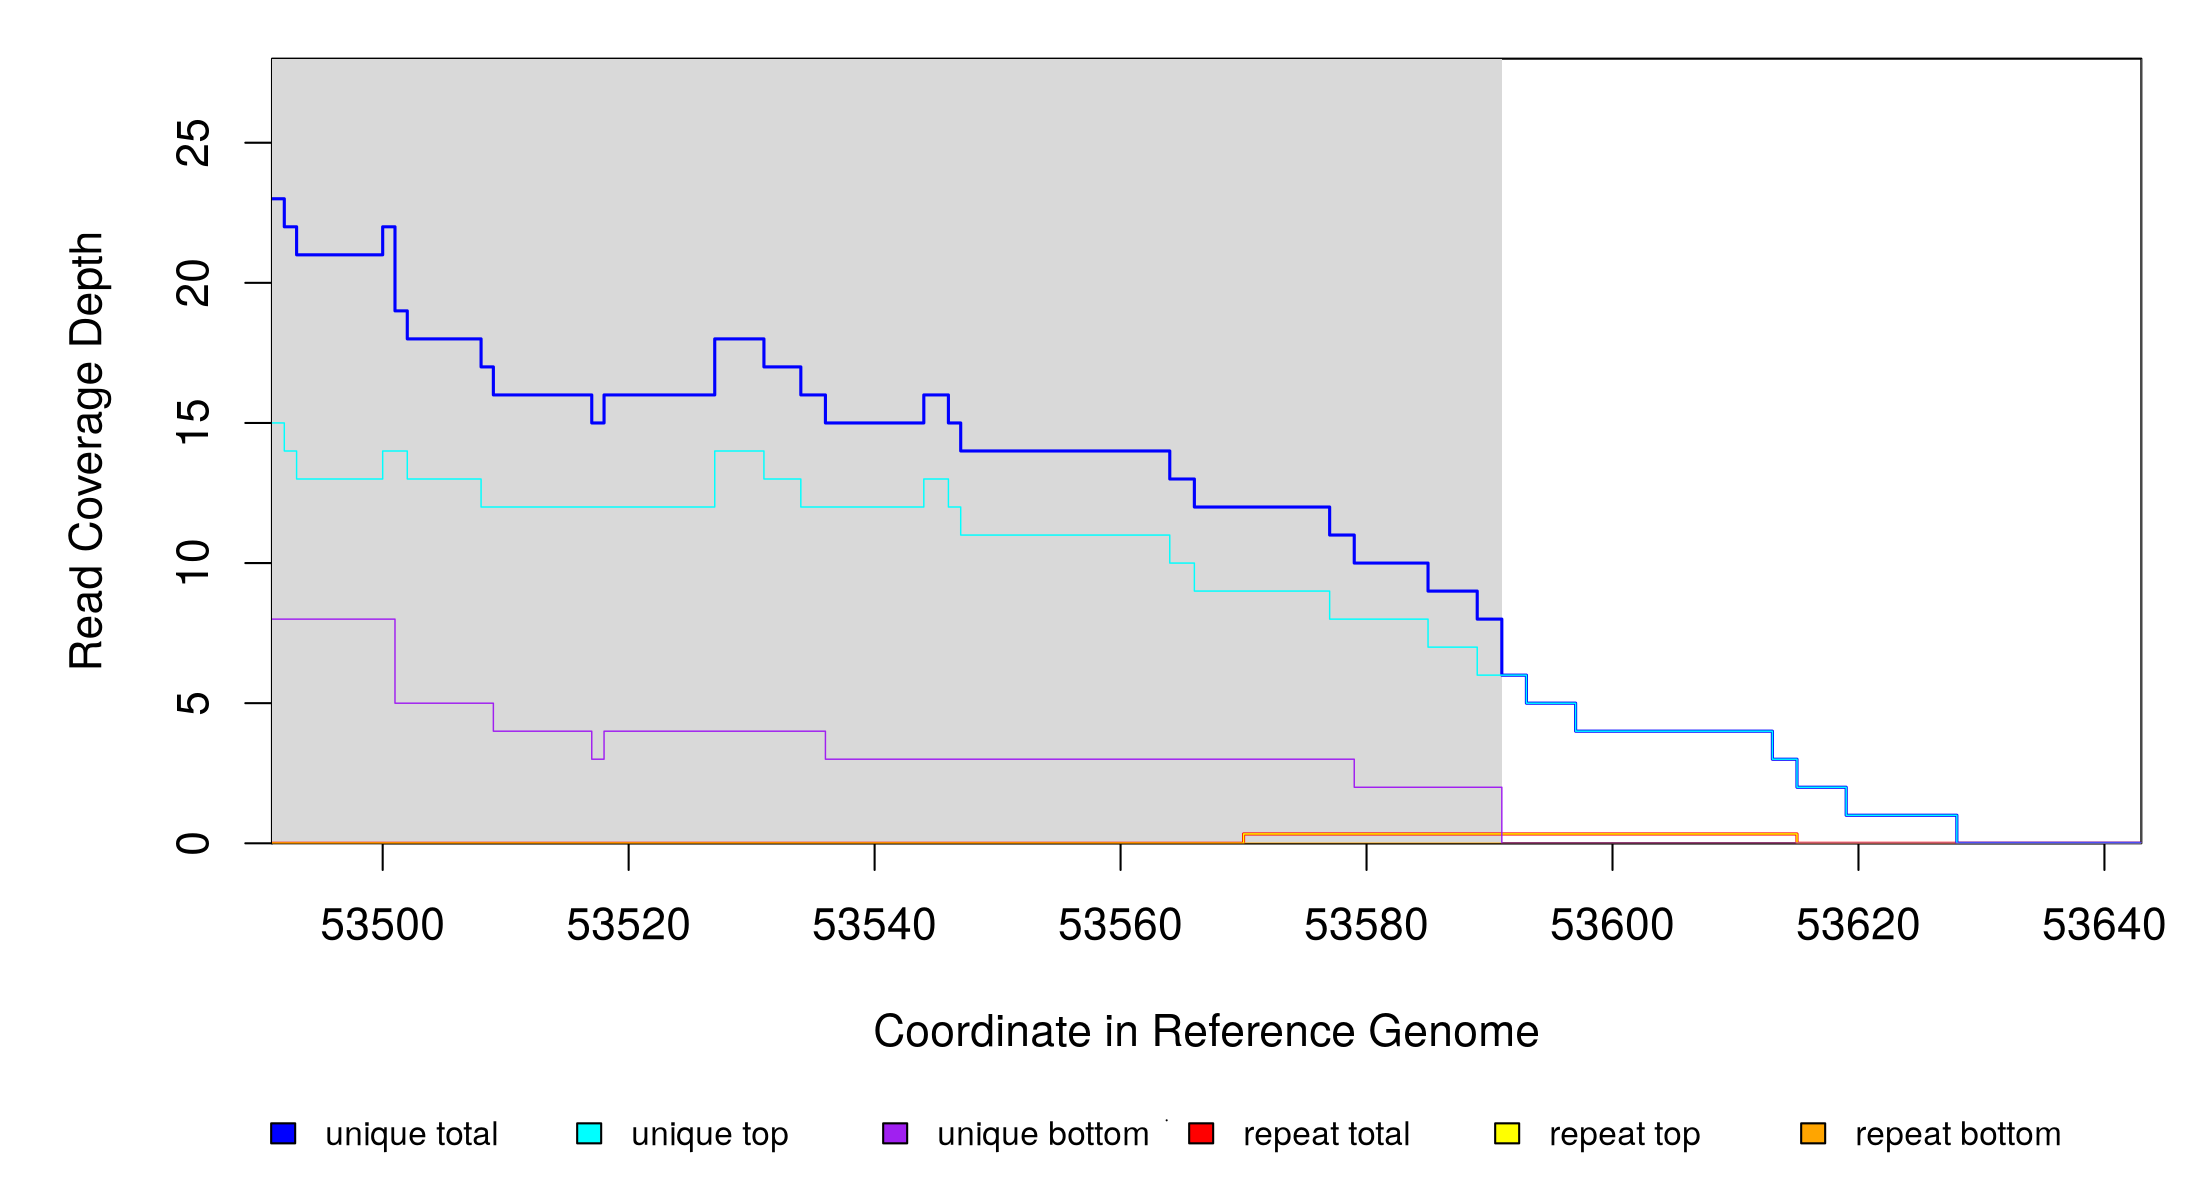 Read Coverage Depth
25
20
15
10
5
0
53500 53520 53540 53560 53580 53600 53620 53640
Coordinate in Reference Genome
unique total unique top unique bottom repeat total repeat top repeat bottom